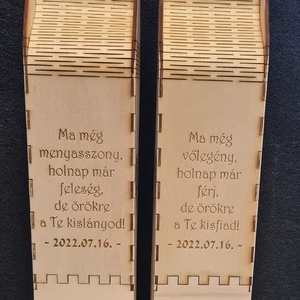 Ma még
menyasszony,
holnap már
feleség,
de örökre
a Te kislányod!
- 2022.07.16. -
Ma még
vőlegény,
holnap már
férj,
de örökre
a Te kisfiad!
- 2022.07.16. -